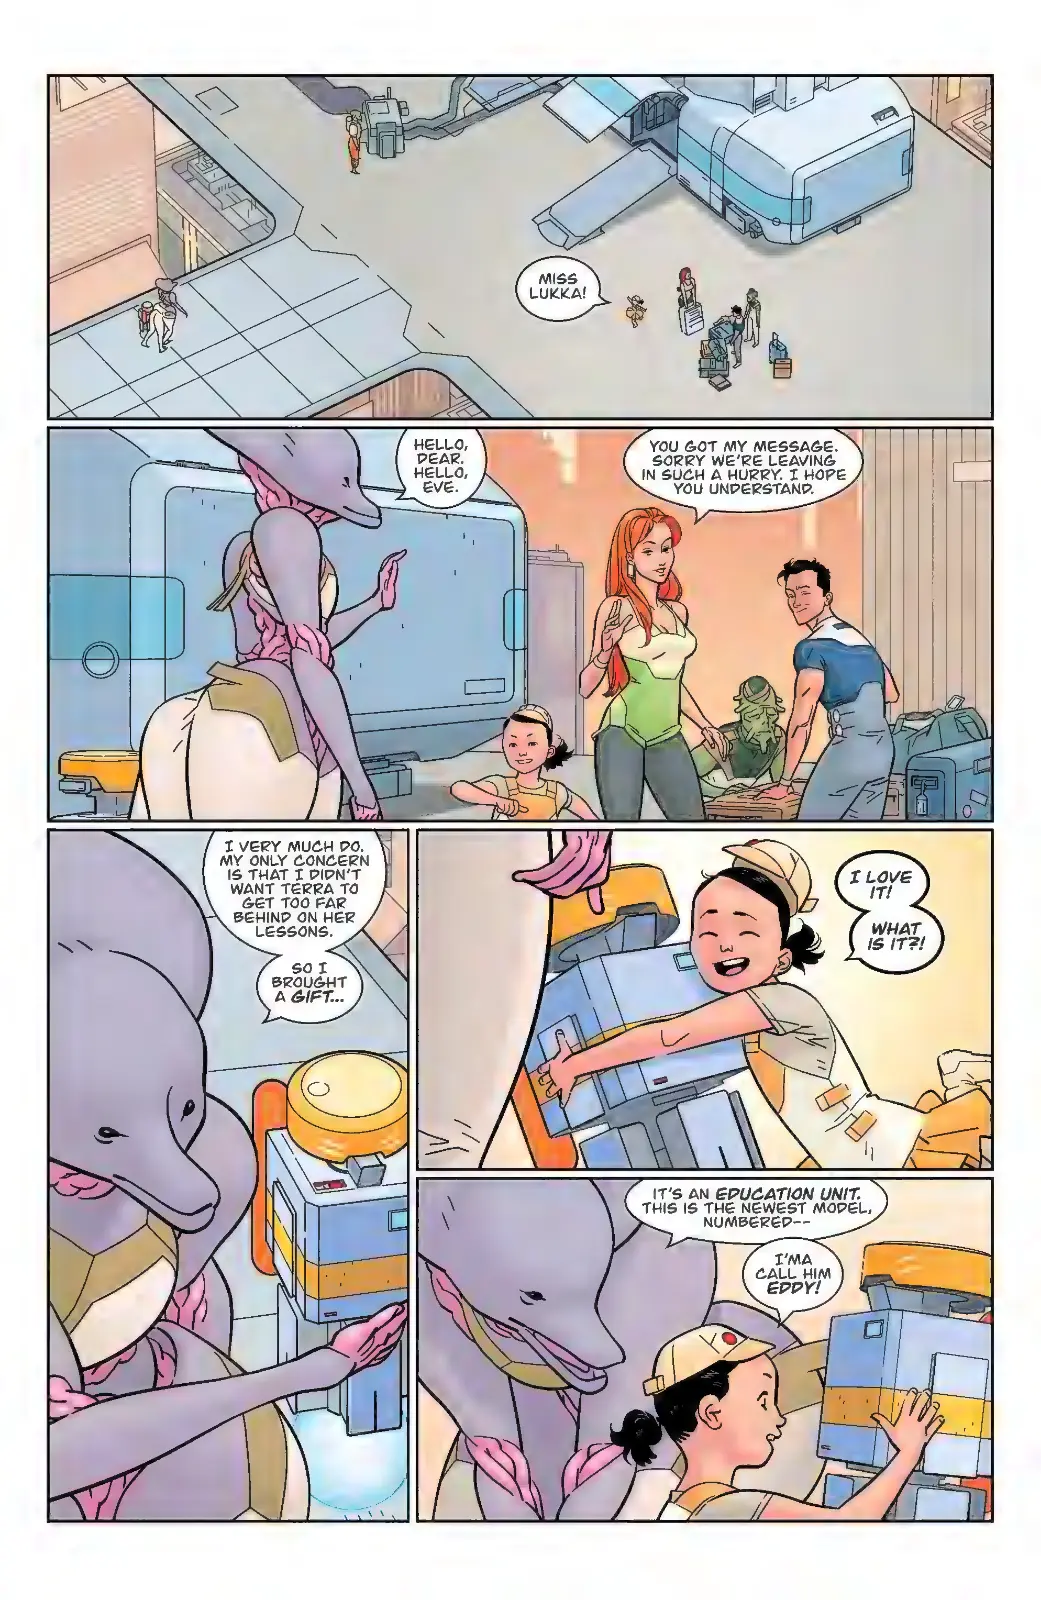 MISS
LUKKA!
HELLO,
DEAR.
HELLO,
EVE.
YOU GOT MY MESSAGE.
SORRY WE'RE LEAVING
IN SUCH A HURRY. I HOPE
YOU UNDERSTAND.
I VERY MUCH DO.
MY ONLY CONCERN
IS THAT I DIDN'T
WANT TERRA TO
GET TOO FAR
BEHIND ON HER
LESSONS.
SO I
BROUGHT
A GIFT...
I LOVE
IT!
WHAT
IS IT?!
IT'S AN EDUCATION UNIT.
THIS IS THE NEWEST MODEL,
NUMBERED--
I'MA
CALL HIM
EDDY!